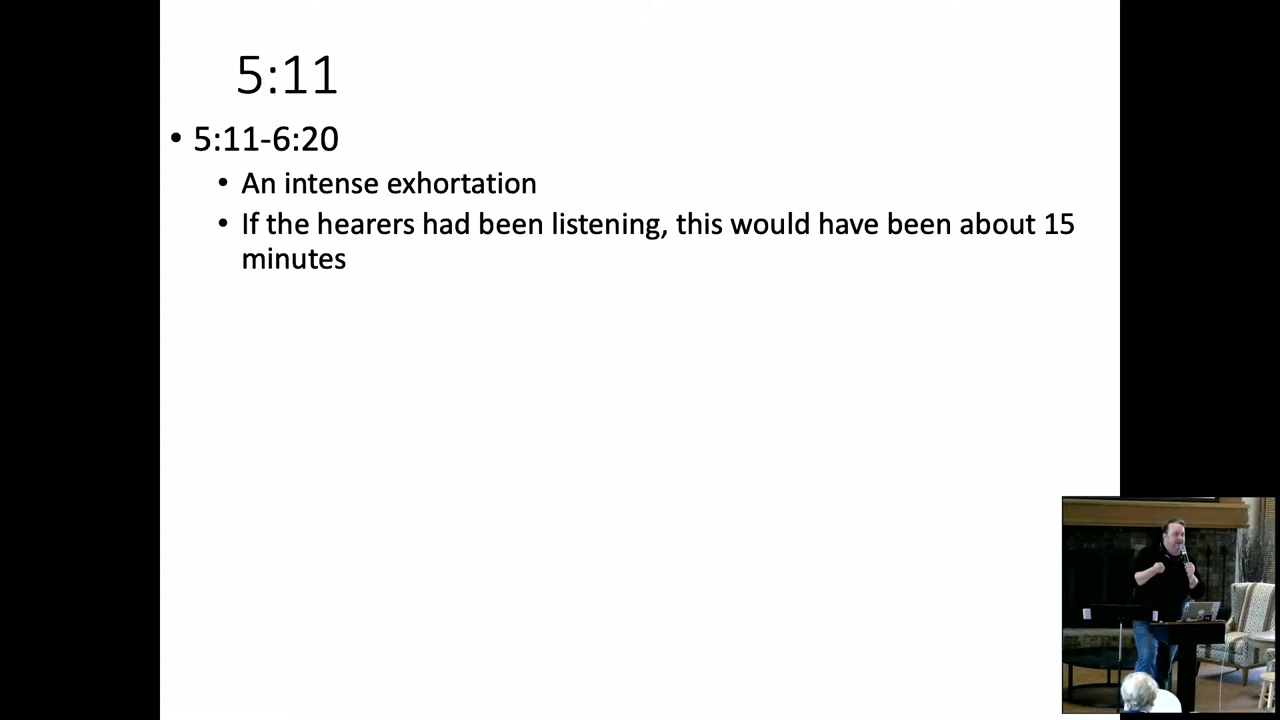 5:11
• 5:11-6:20
• An intense exhortation
• If the hearers had been listening, this would have been about 15
minutes